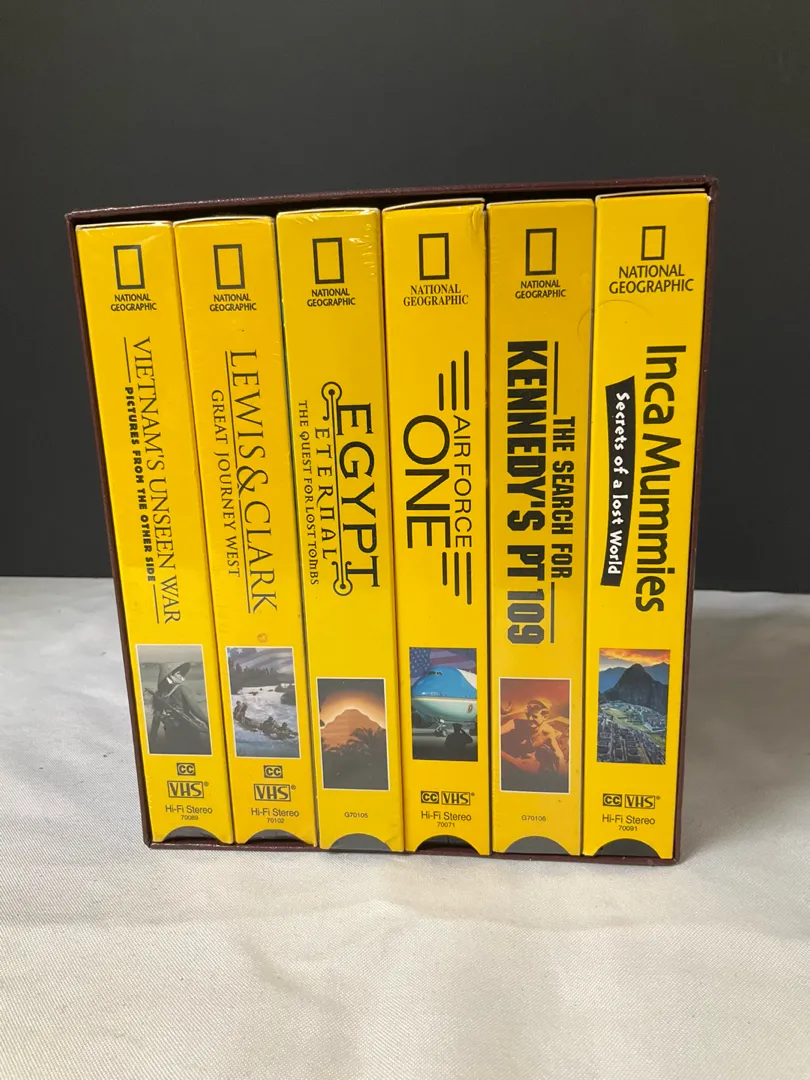 NATIONAL
GEOGRAPHIC
VIETNAM'S UNSEEN WAR
PICTURES FROM THE OTHER SIDE
CC
VHS
Hi-Fi Stereo
70089
NATIONAL
GEOGRAPHIC
LEWIS & CLARK
GREAT JOURNEY WEST
CC
VHS
Hi-Fi Stereo
70102
NATIONAL
GEOGRAPHIC
EGYPT
ETERNAL
THE QUEST FOR LOST TOMBS
G70105
NATIONAL
GEOGRAPHIC
AIR FORCE
ONE
CC VHS
Hi-Fi Stereo
70071
NATIONAL
GEOGRAPHIC
THE SEARCH FOR
KENNEDY'S PT 109
G70106
NATIONAL
GEOGRAPHIC
Inca Mummies
Secrets of a lost World
CC VHS
Hi-Fi Stereo
70091